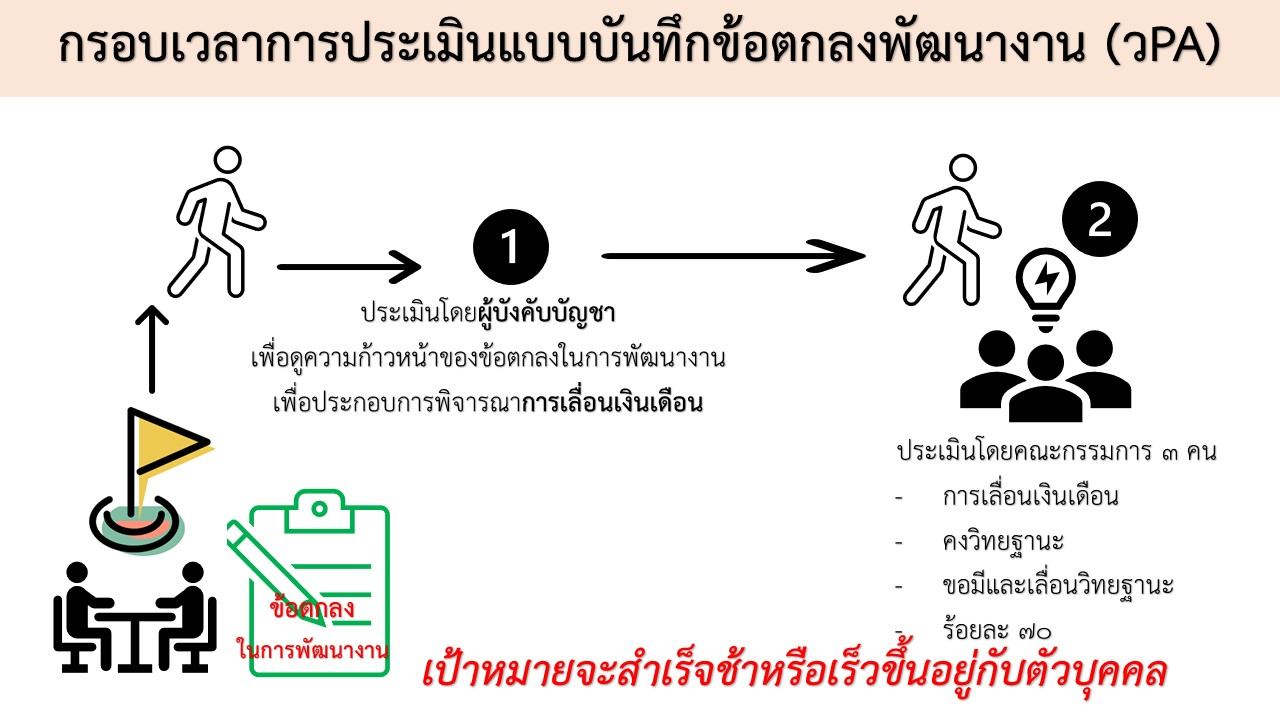 กรอบเวลาการประเมินแบบบันทึกข้อตกลงพัฒนางาน (วPA)
1
ประเมินโดยผู้บังคับบัญชา
เพื่อดูความก้าวหน้าของข้อตกลงในการพัฒนางาน
เพื่อประกอบการพิจารณาการเลื่อนเงินเดือน
2
ประเมินโดยคณะกรรมการ ๓ คน
- การเลื่อนเงินเดือน
- คงวิทยฐานะ
- ขอมีและเลื่อนวิทยฐานะ
- ร้อยละ ๗๐
ข้อตกลง
ในการพัฒนางาน
เป้าหมายจะสำเร็จช้าหรือเร็วขึ้นอยู่กับตัวบุคคล